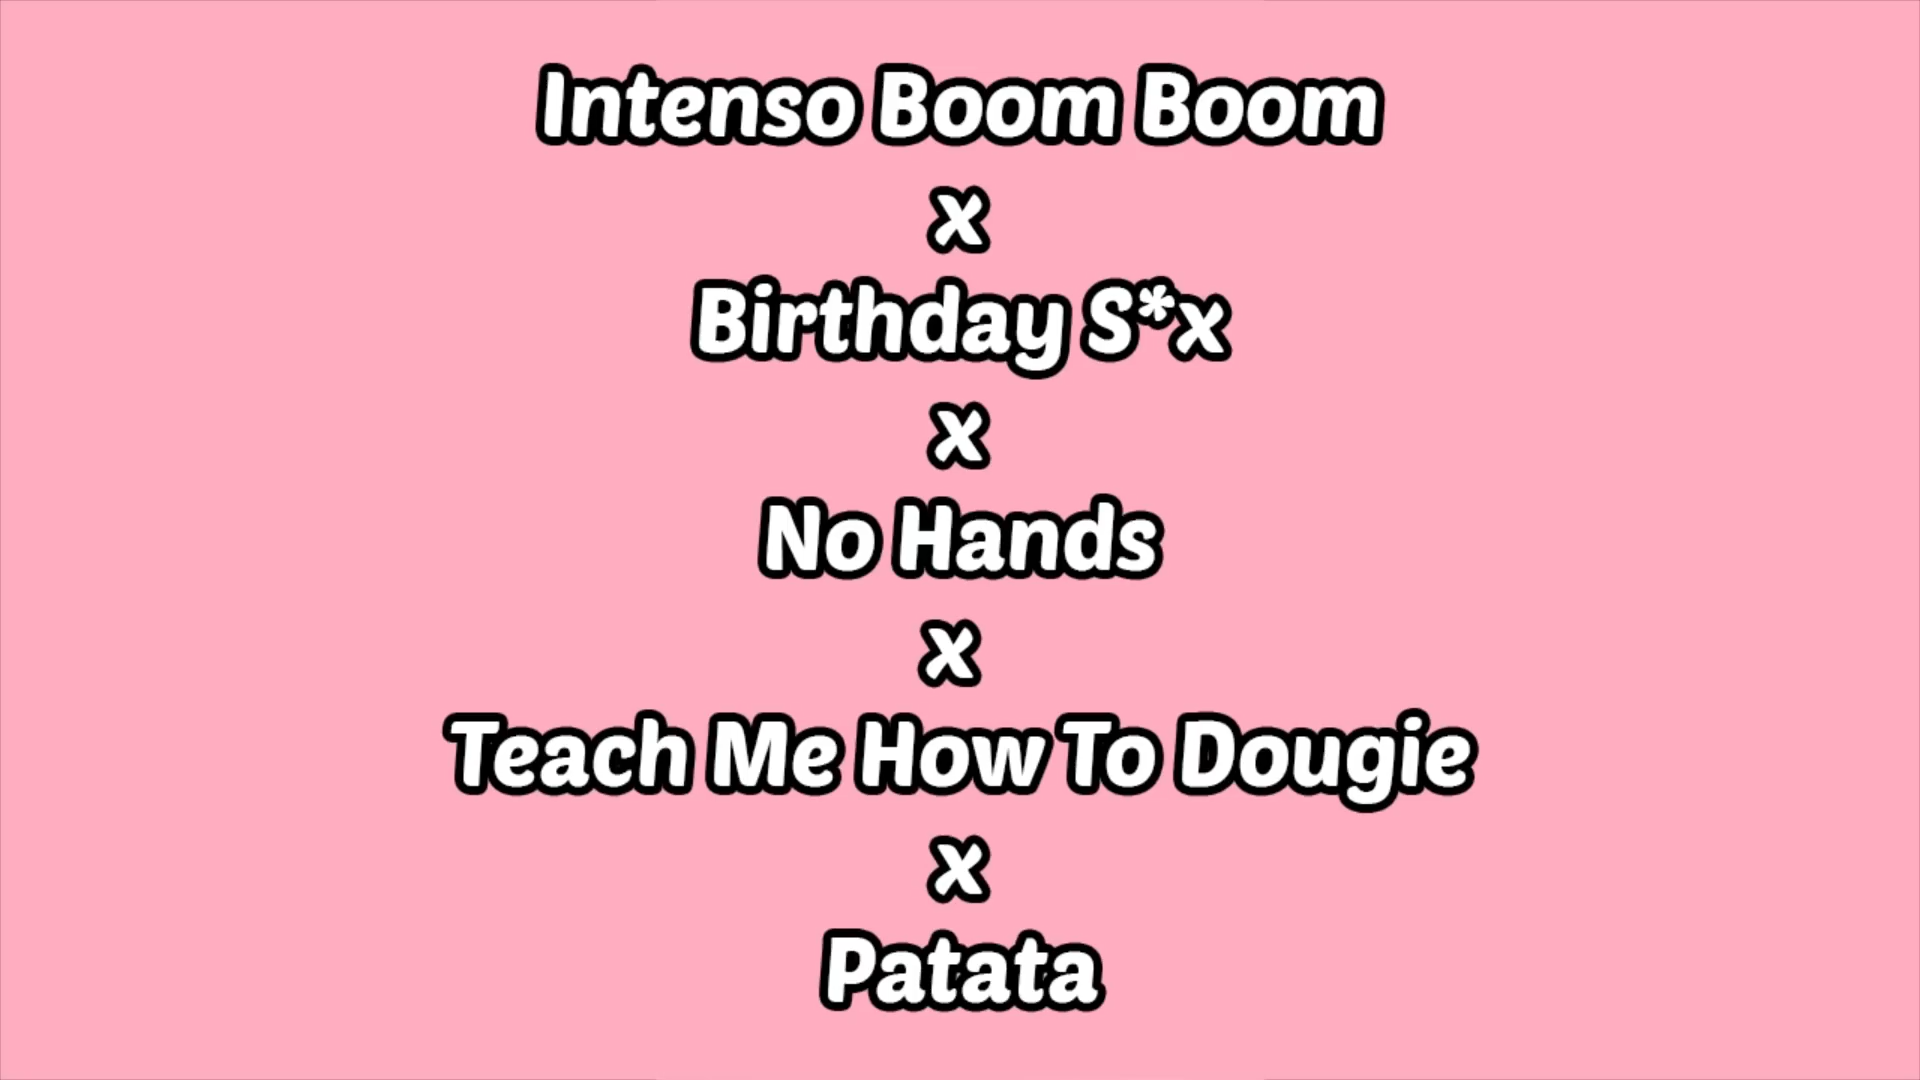 Intenso Boom Boom
x
Birthday S*x
x
No Hands
x
Teach Me How To Dougie
x
Patata